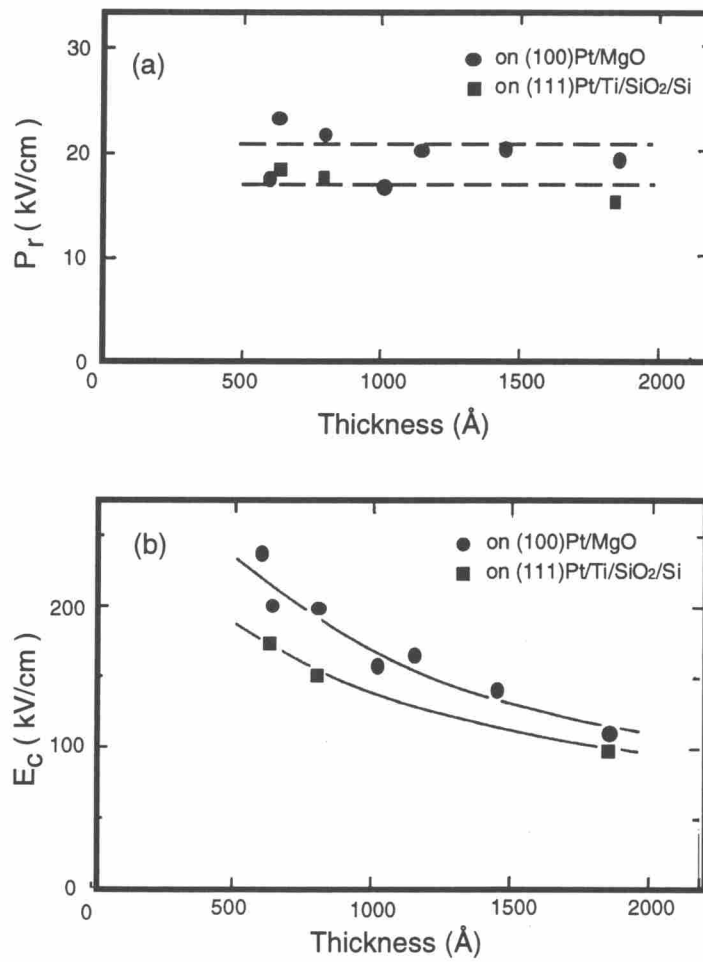 (a)
on (100)Pt/MgO
on (111)Pt/Ti/SiO₂/Si
30
20
10
0
Pr ( kV/cm)
0 500 1000 1500 2000
Thickness (Å)
(b)
on (100)Pt/MgO
on (111)Pt/Ti/SiO₂/Si
200
100
0
EC ( kV/cm)
0 500 1000 1500 2000
Thickness (Å)